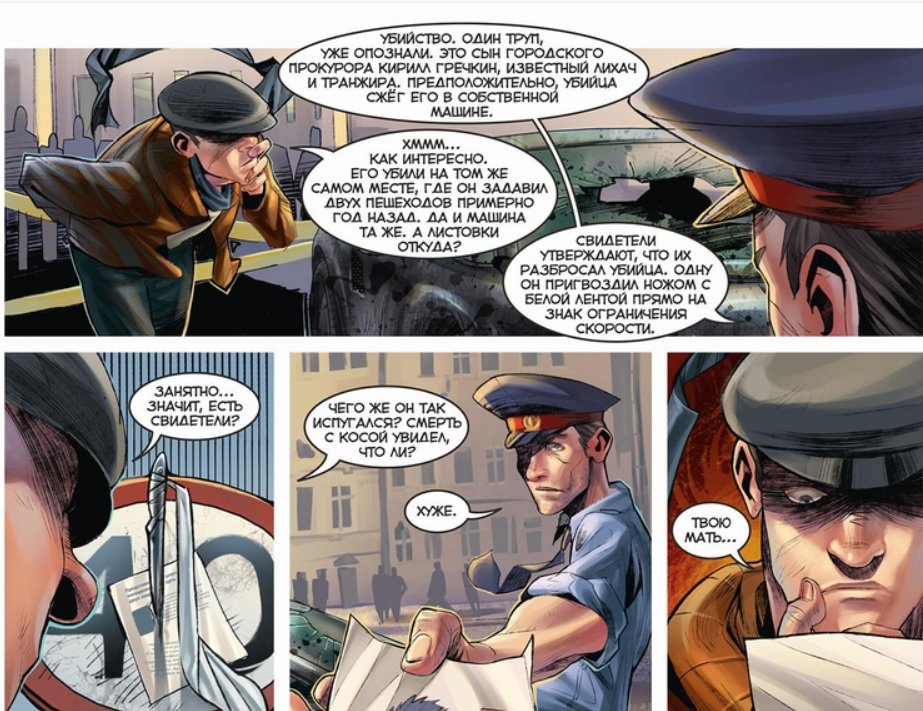 УБИЙСТВО. ОДИН ТРУП,
УЖЕ ОПОЗНАЛИ. ЭТО СЫН ГОРОДСКОГО
ПРОКУРОРА КИРИЛЛ ГРЕЧКИН, ИЗВЕСТНЫЙ ЛИХАЧ
И ТРАНЖИРА. ПРЕДПОЛОЖИТЕЛЬНО, УБИЙЦА
СЖЁГ ЕГО В СОБСТВЕННОЙ
МАШИНЕ.
ХМММ...
КАК ИНТЕРЕСНО.
ЕГО УБИЛИ НА ТОМ ЖЕ
САМОМ МЕСТЕ, ГДЕ ОН ЗАДАВИЛ
ДВУХ ПЕШЕХОДОВ ПРИМЕРНО
ГОД НАЗАД. ДА И МАШИНА
ТА ЖЕ. А ЛИСТОВКИ
ОТКУДА?
СВИДЕТЕЛИ
УТВЕРЖДАЮТ, ЧТО ИХ
РАЗБРОСАЛ УБИЙЦА. ОДНУ
ОН ПРИГВОЗДИЛ НОЖОМ С
БЕЛОЙ ЛЕНТОЙ ПРЯМО НА
ЗНАК ОГРАНИЧЕНИЯ
СКОРОСТИ.
ЗАНЯТНО...
ЗНАЧИТ, ЕСТЬ
СВИДЕТЕЛИ?
40
ЧЕГО ЖЕ ОН ТАК
ИСПУГАЛСЯ? СМЕРТЬ
С КОСОЙ УВИДЕЛ,
ЧТО ЛИ?
ХУЖЕ.
ТВОЮ
МАТЬ...